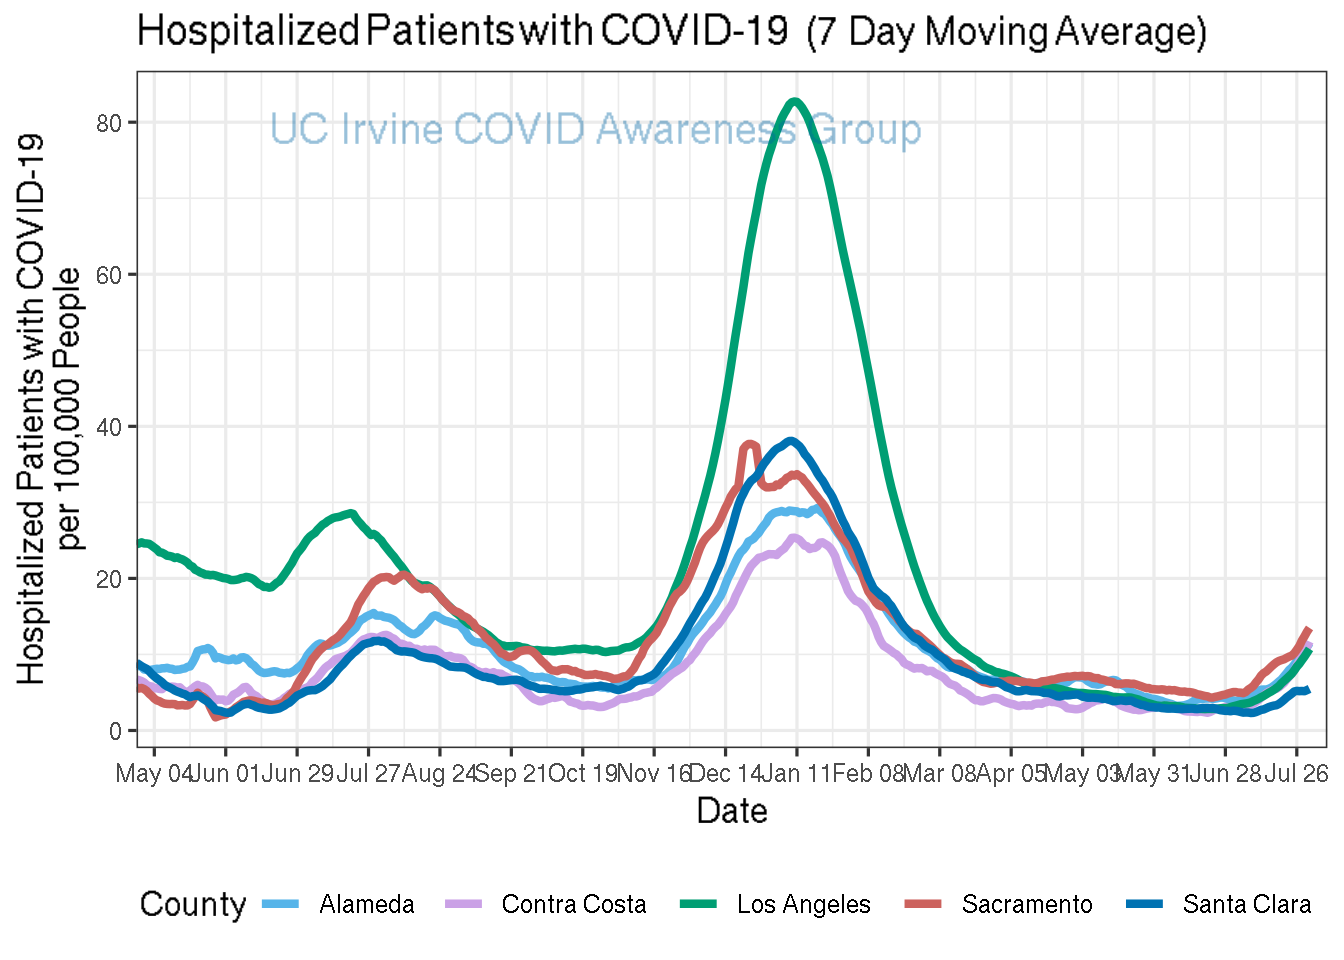 Hospitalized Patients with COVID-19 (7 Day Moving Average)
UC Irvine COVID Awareness Group
Hospitalized Patients with COVID-19
per 100,000 People
80
60
40
20
0
May 04 Jun 01 Jun 29 Jul 27 Aug 24 Sep 21 Oct 19 Nov 16 Dec 14 Jan 11 Feb 08 Mar 08 Apr 05 May 03 May 31 Jun 28 Jul 26
Date
County Alameda Contra Costa Los Angeles Sacramento Santa Clara